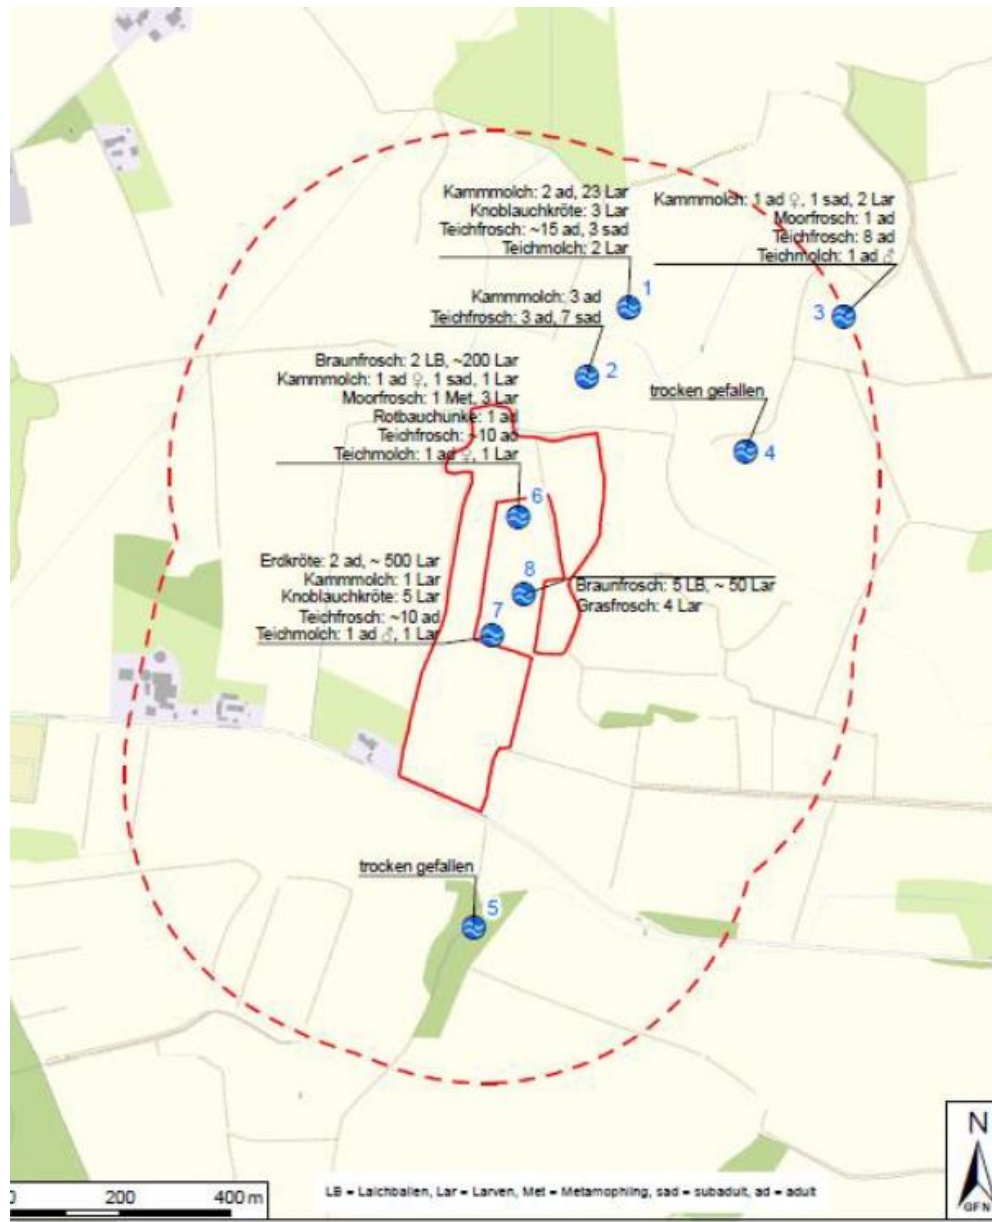 Kammmolch: 2 ad, 23 Lar
Knoblauchkröte: 3 Lar
Teichfrosch: ~15 ad, 3 sad
Teichmolch: 2 Lar
1
Kammmolch: 1 ad ♀, 1 sad, 2 Lar
Moorfrosch: 1 ad
Teichfrosch: 8 ad
Teichmolch: 1 ad ♂
3
Kammmolch: 3 ad
Teichfrosch: 3 ad, 7 sad
2
Braunfrosch: 2 LB, ~200 Lar
Kammmolch: 1 ad ♀, 1 sad, 1 Lar
Moorfrosch: 1 Met, 3 Lar
Rotbauchunke: 1 ad
Teichfrosch: ~10 ad
Teichmolch: 1 ad ♀, 1 Lar
6
trocken gefallen
4
Erdkröte: 2 ad, ~ 500 Lar
Kammmolch: 1 Lar
Knoblauchkröte: 5 Lar
Teichfrosch: ~10 ad
Teichmolch: 1 ad ♂, 1 Lar
7
8
Braunfrosch: 5 LB, ~ 50 Lar
Grasfrosch: 4 Lar
trocken gefallen
5
N
GFN
0 200 400 m
LB = Laichballen, Lar = Larven, Met = Metamophling, sad = subadult, ad = adult